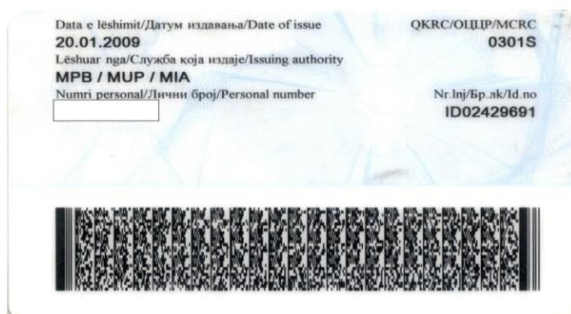 Data e lëshimit/Датум издавања/Date of issue
QKRC/ОЦЦР/MCRC
20.01.2009
0301S
Lëshuar nga/Служба која издаје/Issuing authority
MPB / MUP / MIA
Numri personal/Лични број/Personal number
Nr.lnj/Бр.лк/Id.no
ID02429691